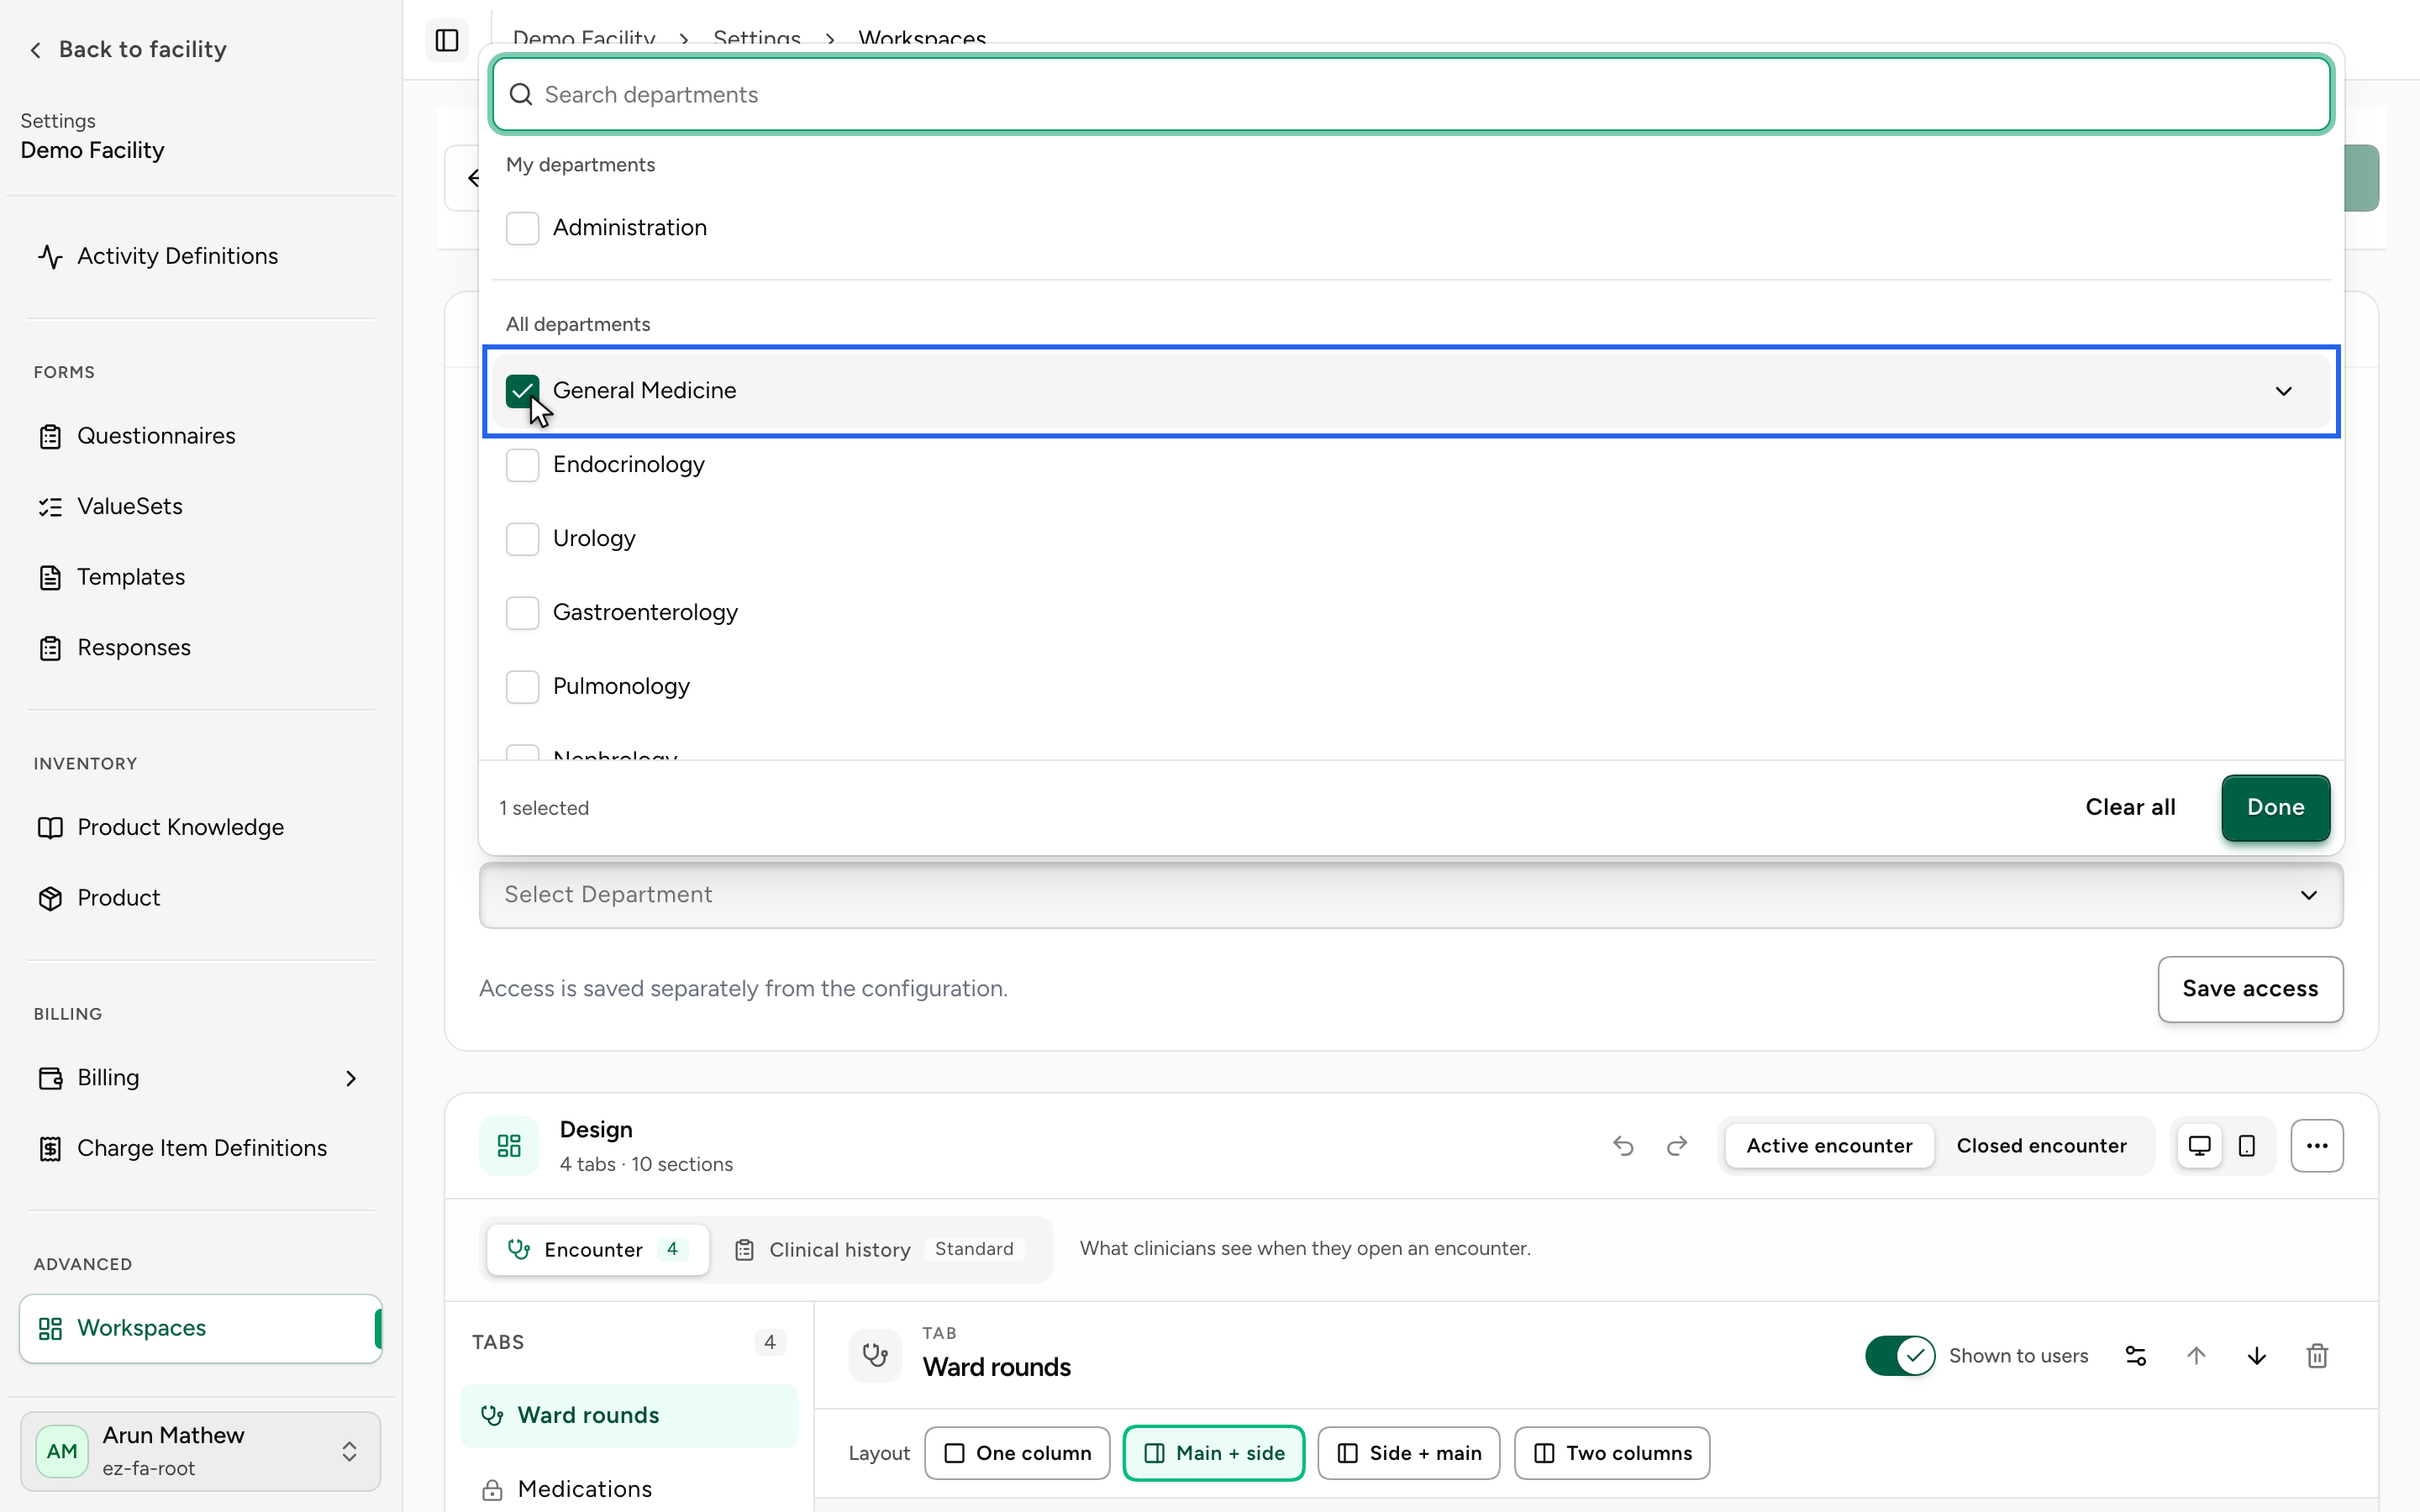 Back to facility
Settings
Demo Facility
Activity Definitions
FORMS
Questionnaires
ValueSets
Templates
Responses
INVENTORY
Product Knowledge
Product
BILLING
Billing
Charge Item Definitions
ADVANCED
Workspaces
AM
Arun Mathew
ez-fa-root
Demo Facility > Settings > Workspaces
Search departments
My departments
Administration
All departments
General Medicine
Endocrinology
Urology
Gastroenterology
Pulmonology
Nephrology
1 selected
Clear all
Done
Select Department
Access is saved separately from the configuration.
Save access
Design
4 tabs · 10 sections
Active encounter
Closed encounter
Encounter 4
Clinical history Standard
What clinicians see when they open an encounter.
TABS 4
Ward rounds
Medications
TAB
Ward rounds
Shown to users
Layout
One column
Main + side
Side + main
Two columns